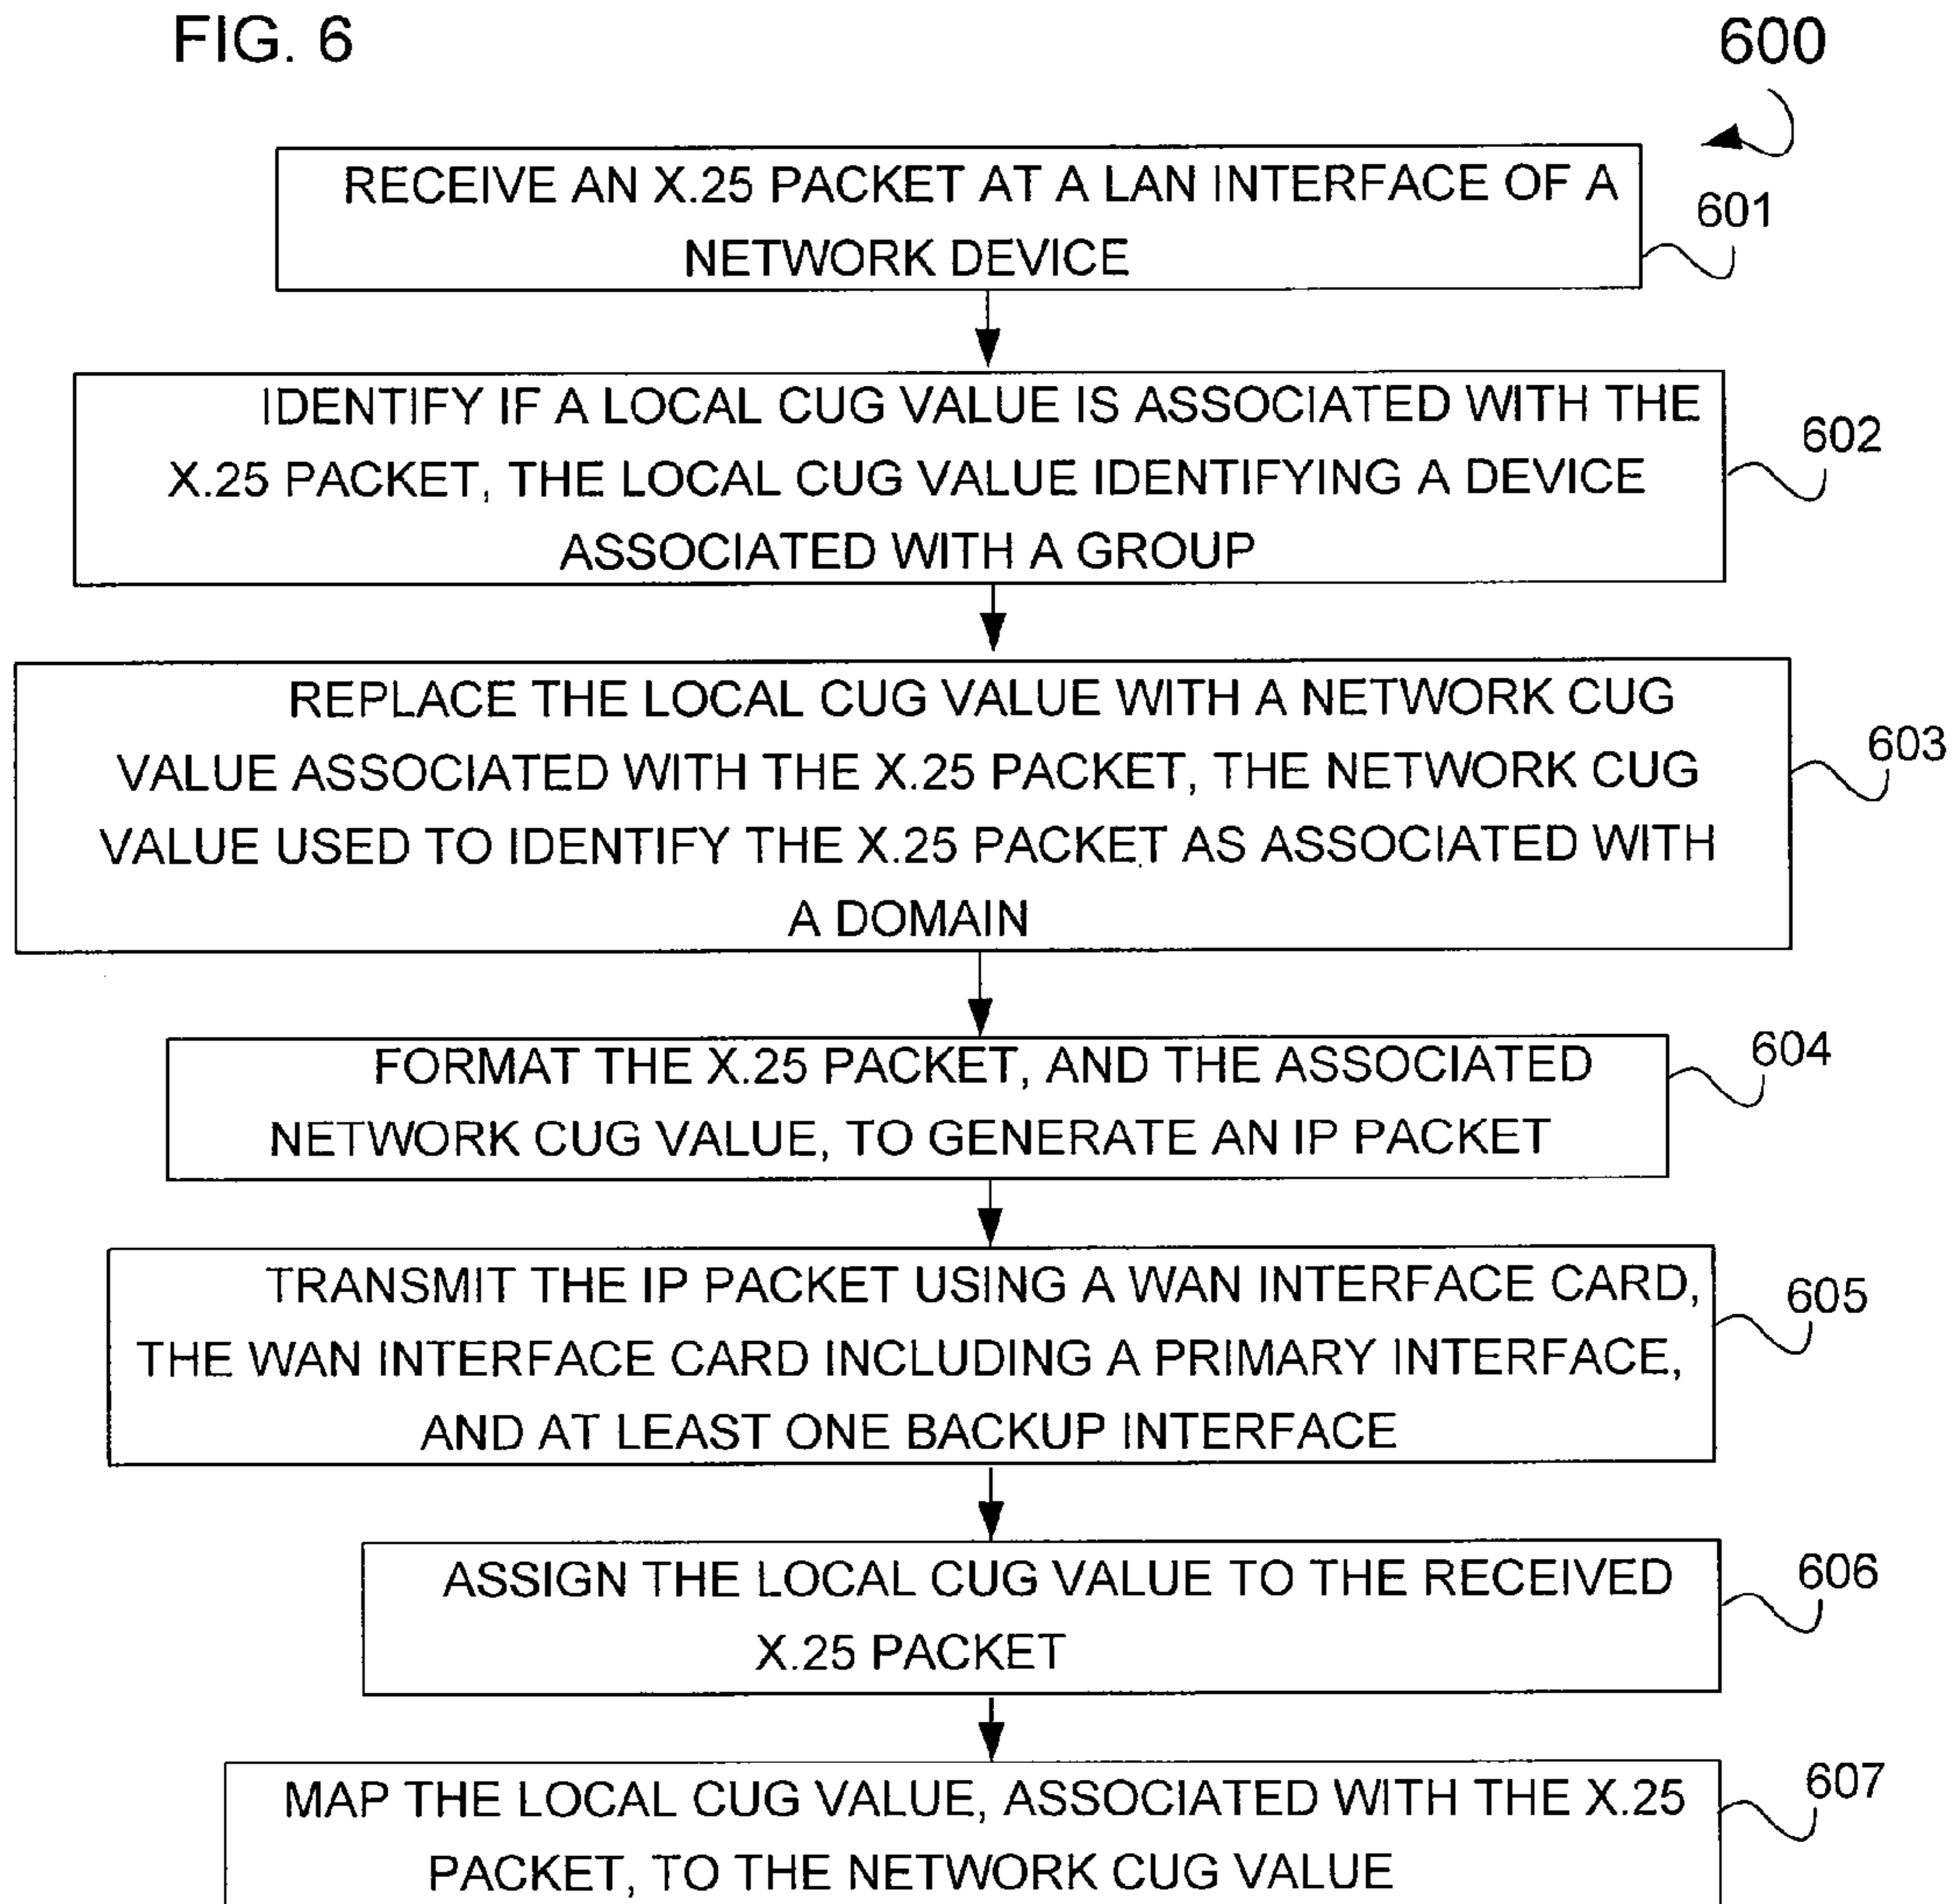 FIG. 6
600
RECEIVE AN X.25 PACKET AT A LAN INTERFACE OF A
NETWORK DEVICE
601
IDENTIFY IF A LOCAL CUG VALUE IS ASSOCIATED WITH THE
X.25 PACKET, THE LOCAL CUG VALUE IDENTIFYING A DEVICE
ASSOCIATED WITH A GROUP
602
REPLACE THE LOCAL CUG VALUE WITH A NETWORK CUG
VALUE ASSOCIATED WITH THE X.25 PACKET, THE NETWORK CUG
VALUE USED TO IDENTIFY THE X.25 PACKET AS ASSOCIATED WITH
A DOMAIN
603
FORMAT THE X.25 PACKET, AND THE ASSOCIATED
NETWORK CUG VALUE, TO GENERATE AN IP PACKET
604
TRANSMIT THE IP PACKET USING A WAN INTERFACE CARD,
THE WAN INTERFACE CARD INCLUDING A PRIMARY INTERFACE,
AND AT LEAST ONE BACKUP INTERFACE
605
ASSIGN THE LOCAL CUG VALUE TO THE RECEIVED
X.25 PACKET
606
MAP THE LOCAL CUG VALUE, ASSOCIATED WITH THE X.25
PACKET, TO THE NETWORK CUG VALUE
607